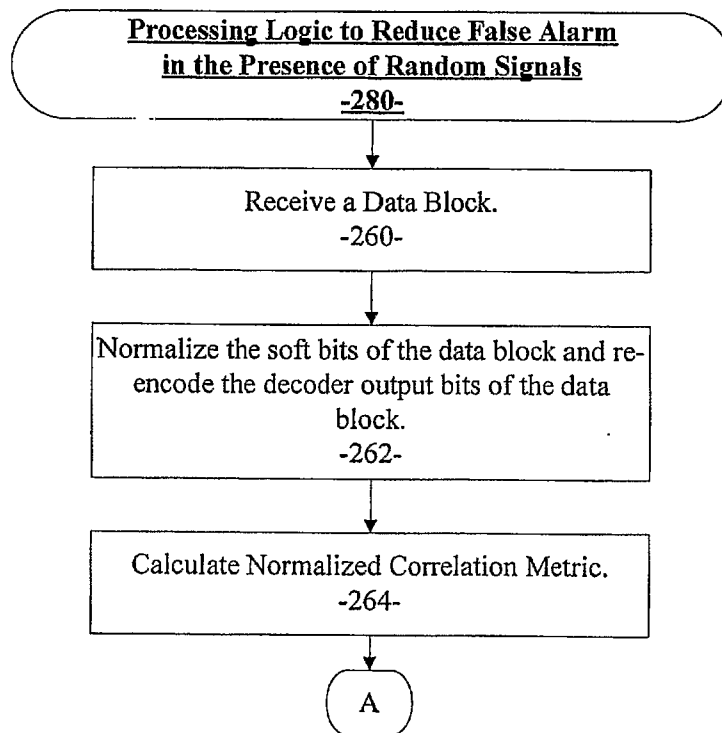 Processing Logic to Reduce False Alarm
in the Presence of Random Signals
-280-
Receive a Data Block.
-260-
Normalize the soft bits of the data block and re-
encode the decoder output bits of the data
block.
-262-
Calculate Normalized Correlation Metric.
-264-
A